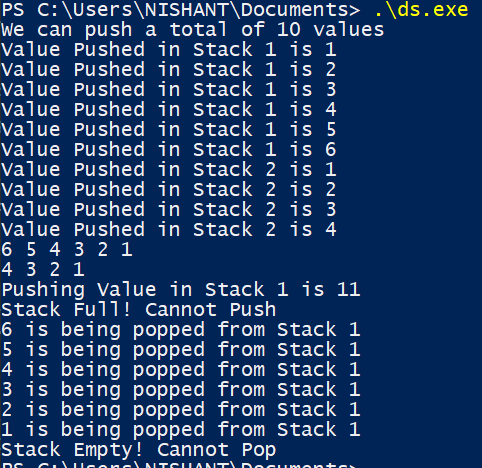 PS C:\Users\NISHANT\Documents> .\ds.exe
We can push a total of 10 values
Value Pushed in Stack 1 is 1
Value Pushed in Stack 1 is 2
Value Pushed in Stack 1 is 3
Value Pushed in Stack 1 is 4
Value Pushed in Stack 1 is 5
Value Pushed in Stack 1 is 6
Value Pushed in Stack 2 is 1
Value Pushed in Stack 2 is 2
Value Pushed in Stack 2 is 3
Value Pushed in Stack 2 is 4
6 5 4 3 2 1
4 3 2 1
Pushing Value in Stack 1 is 11
Stack Full! Cannot Push
6 is being popped from Stack 1
5 is being popped from Stack 1
4 is being popped from Stack 1
3 is being popped from Stack 1
2 is being popped from Stack 1
1 is being popped from Stack 1
Stack Empty! Cannot Pop